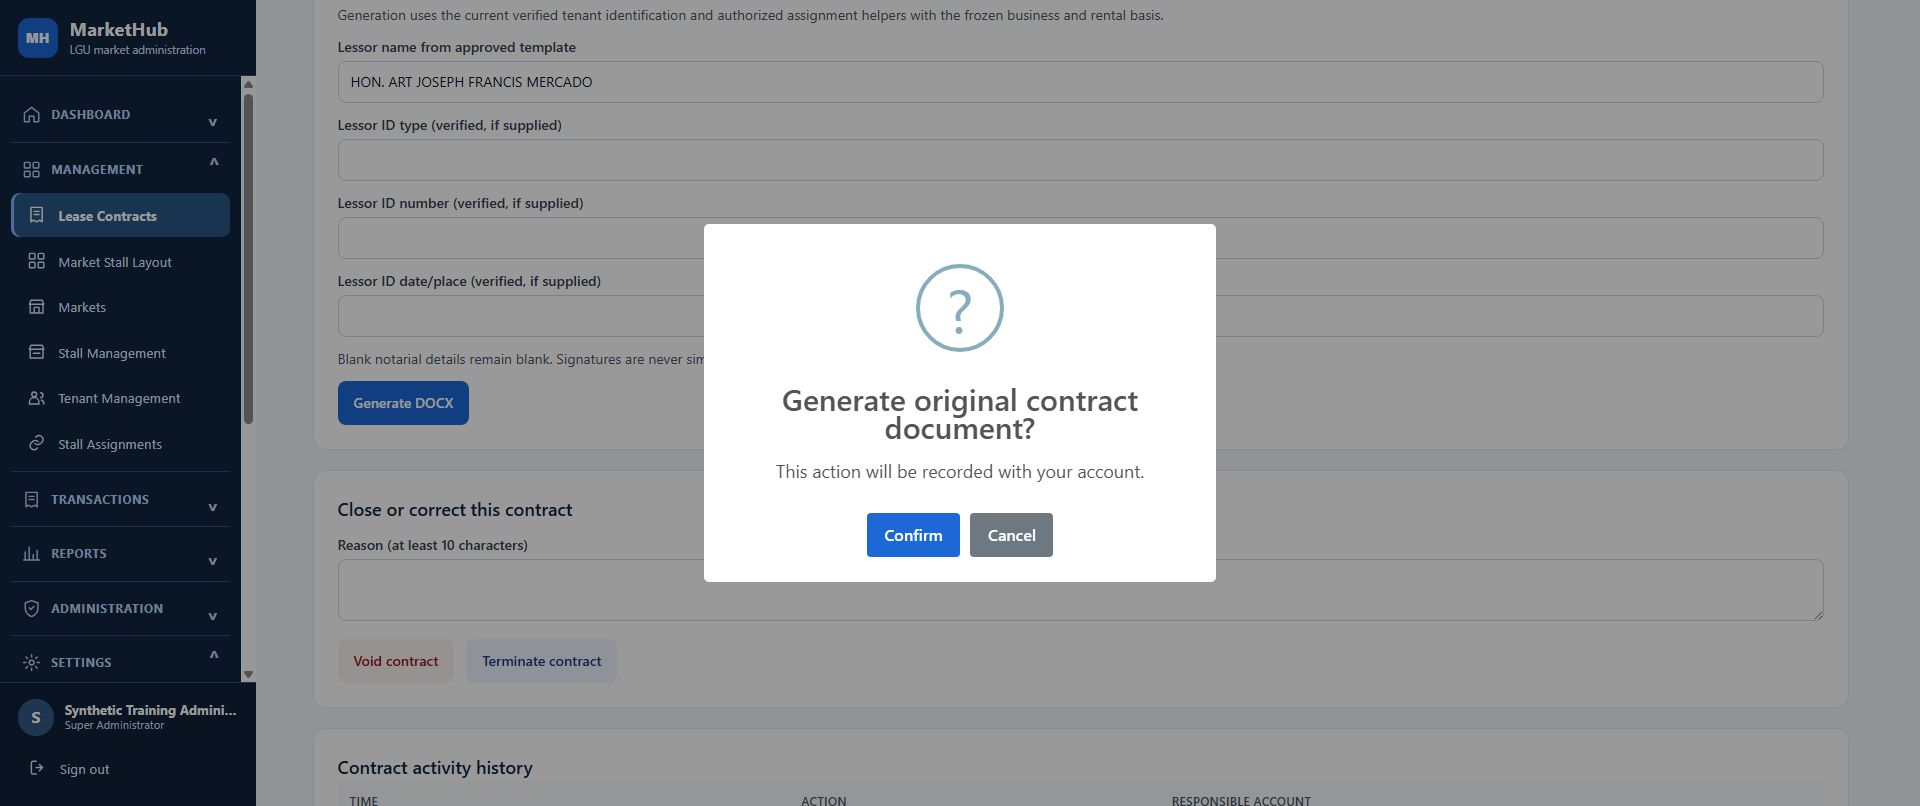 MH
MarketHub
LGU market administration
DASHBOARD
MANAGEMENT
Lease Contracts
Market Stall Layout
Markets
Stall Management
Tenant Management
Stall Assignments
TRANSACTIONS
REPORTS
ADMINISTRATION
SETTINGS
S
Synthetic Training Admini...
Super Administrator
Sign out
Generation uses the current verified tenant identification and authorized assignment helpers with the frozen business and rental basis.
Lessor name from approved template
HON. ART JOSEPH FRANCIS MERCADO
Lessor ID type (verified, if supplied)
Lessor ID number (verified, if supplied)
Lessor ID date/place (verified, if supplied)
Blank notarial details remain blank. Signatures are never
Generate DOCX
?
Generate original contract
document?
This action will be recorded with your account.
Confirm
Cancel
Close or correct this contract
Reason (at least 10 characters)
Void contract
Terminate contract
Contract activity history
TIME
ACTION
RESPONSIBLE ACCOUNT